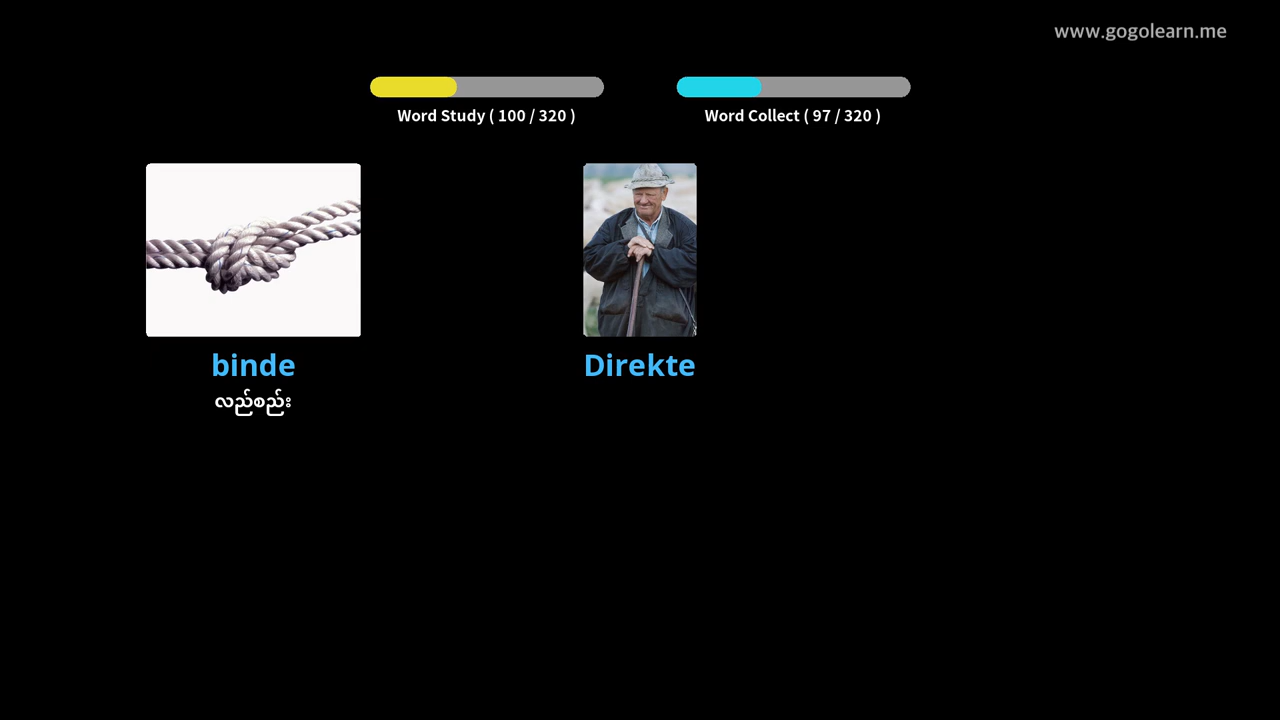 www.gogolearn.me
Word Study ( 100 / 320 )
Word Collect ( 97 / 320 )
binde
Direkte
လည်စည်း